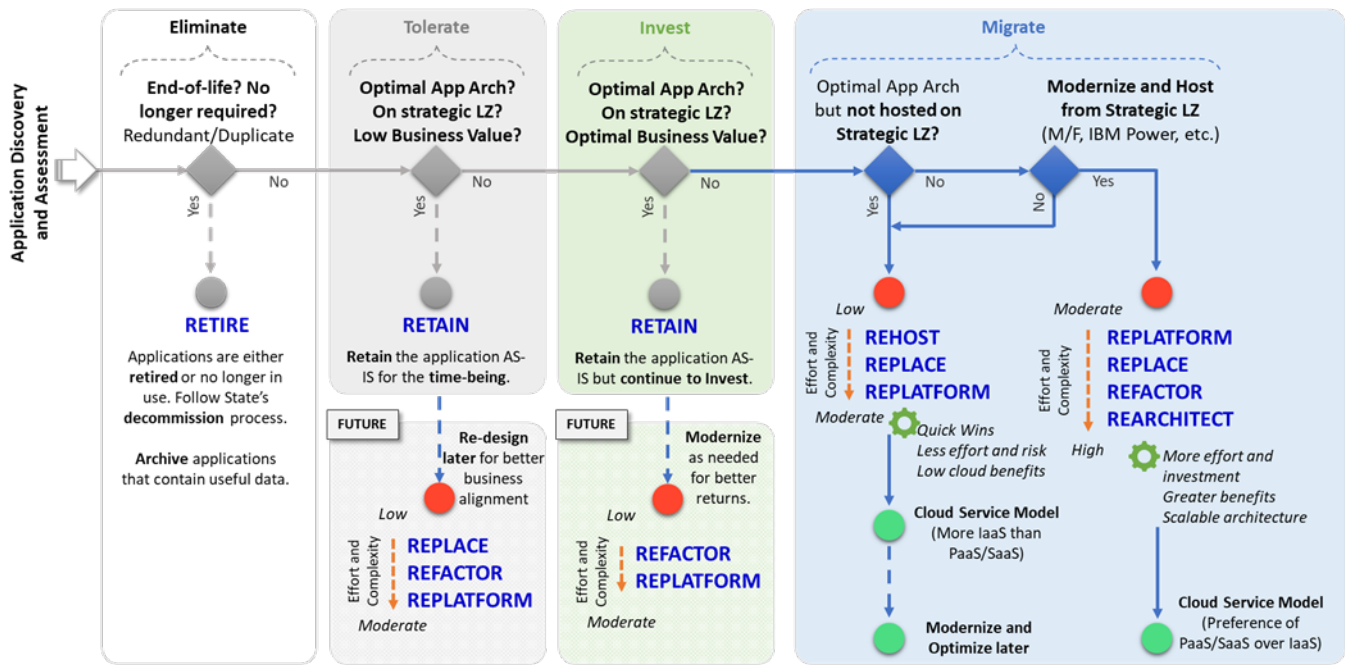 Application Discovery
and Assessment
Eliminate
End-of-life? No
longer required?
Redundant/Duplicate
No
Yes
RETIRE
Applications are either
retired or no longer in
use. Follow State's
decommission process.
Archive applications
that contain useful data.
Tolerate
Optimal App Arch?
On strategic LZ?
Low Business Value?
No
Yes
RETAIN
Retain the application AS-
IS for the time-being.
FUTURE
Re-design
later for better
business
alignment
Low
Effort and
Complexity
REPLACE
REFACTOR
REPLATFORM
Moderate
Invest
Optimal App Arch?
On strategic LZ?
Optimal Business Value?
No
Yes
RETAIN
Retain the application AS-
IS but continue to Invest.
FUTURE
Modernize
as needed
for better
returns.
Low
Effort and
Complexity
REFACTOR
REPLATFORM
Moderate
Migrate
Optimal App Arch
but not hosted on
Strategic LZ?
No
Yes
Low
Effort and
Complexity
REHOST
REPLACE
REPLATFORM
Moderate
Quick Wins
Less effort and risk
Low cloud benefits
Cloud Service Model
(More IaaS than
PaaS/SaaS)
Modernize and
Optimize later
Modernize and Host
from Strategic LZ
(M/F, IBM Power, etc.)
Yes
No
Moderate
Effort and
Complexity
REPLATFORM
REPLACE
REFACTOR
REARCHITECT
High
More effort and
investment
Greater benefits
Scalable architecture
Cloud Service Model
(Preference of
PaaS/SaaS over IaaS)